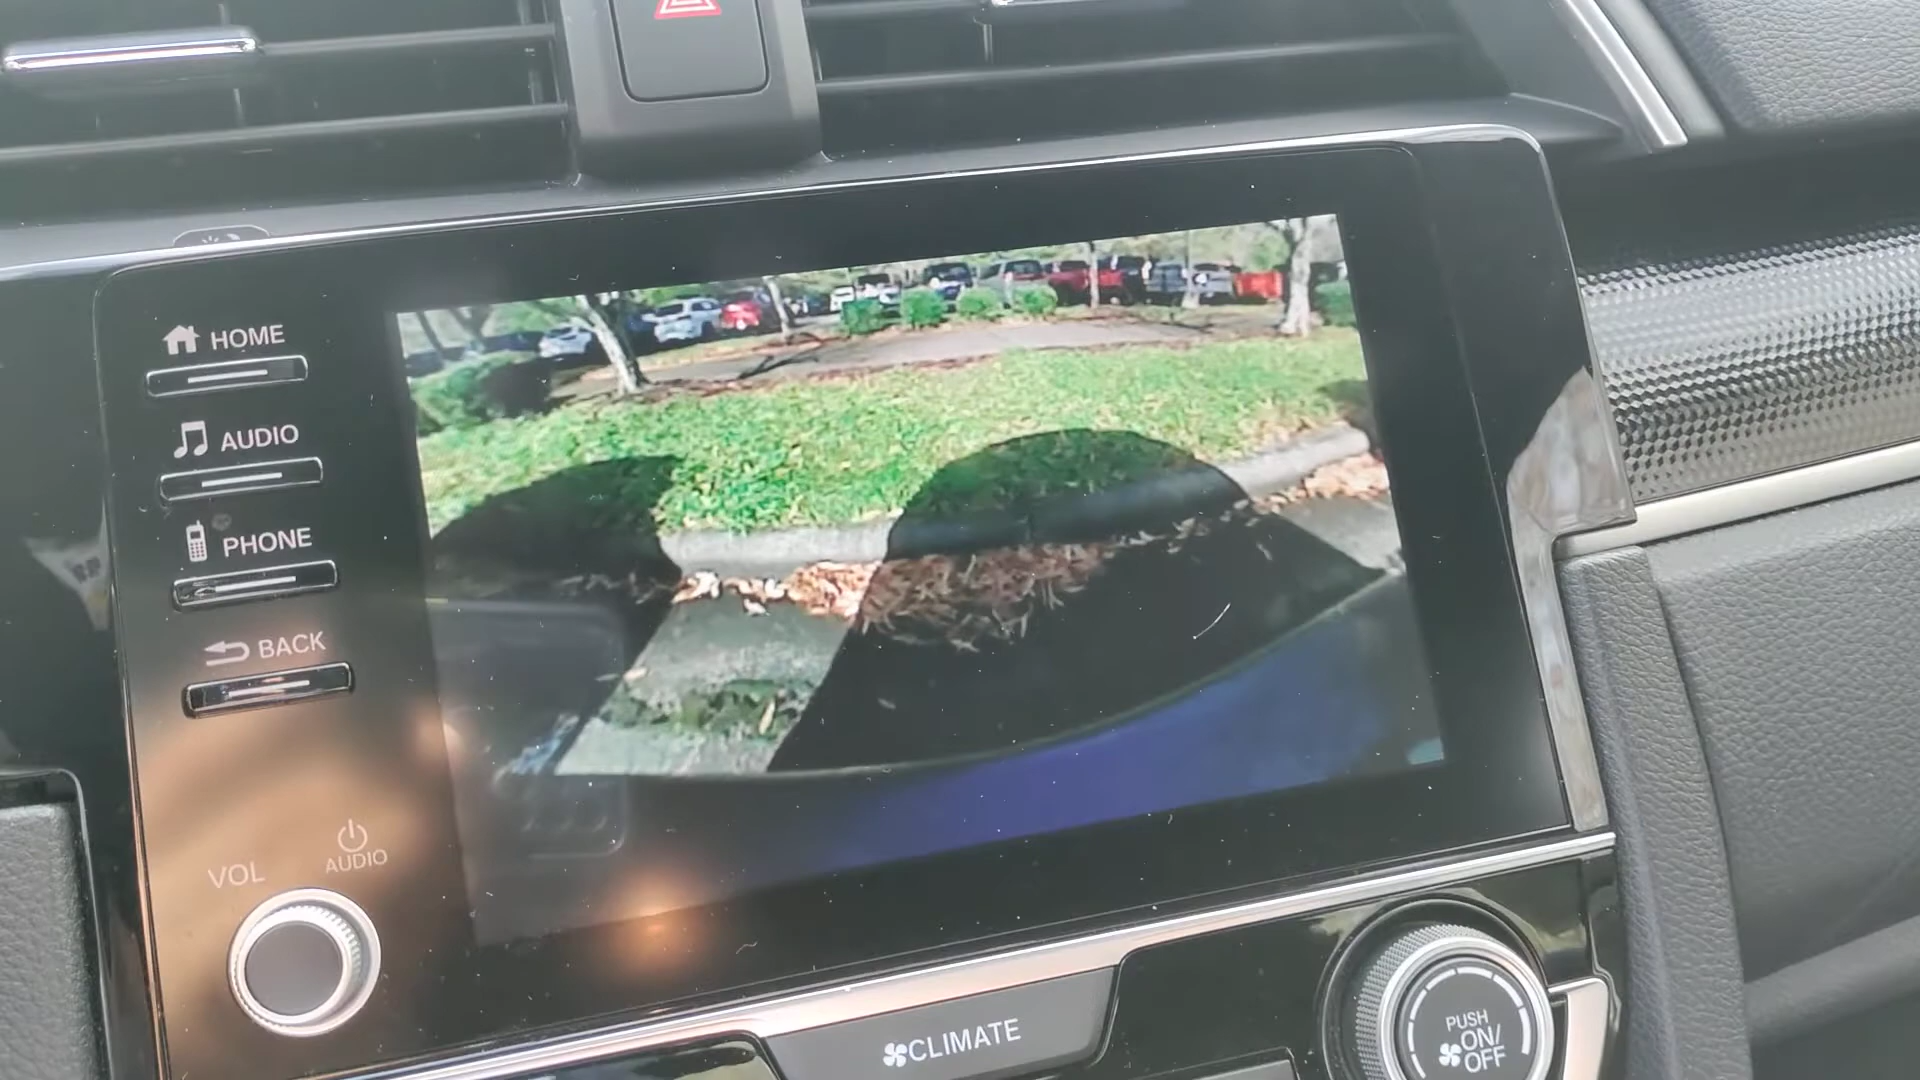 HOME
AUDIO
PHONE
BACK
VOL
AUDIO
CLIMATE
PUSH
ON/
OFF